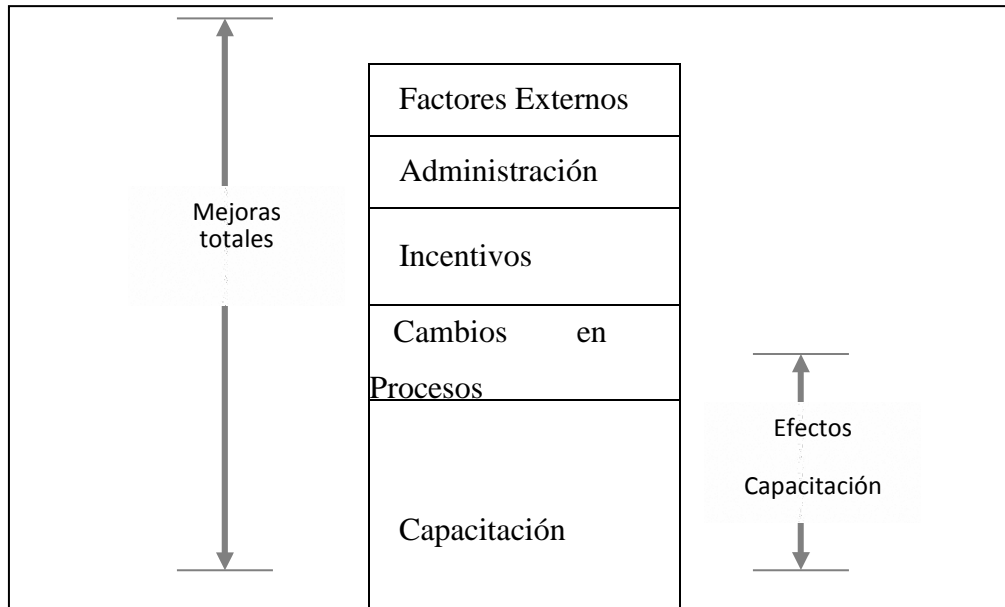 Factores Externos
Administración
Mejoras
totales
Incentivos
Cambios en
Procesos
Efectos
Capacitación
Capacitación